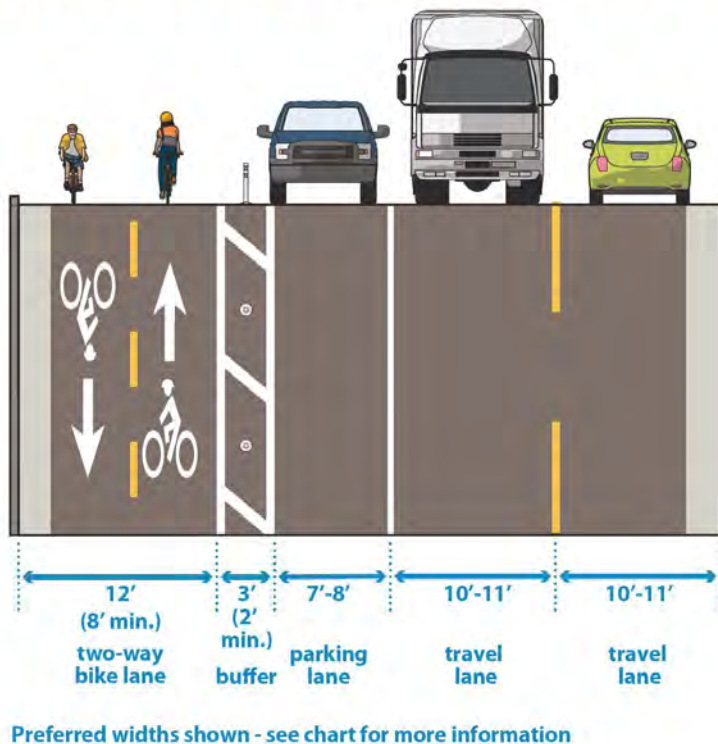 12'
(8' min.)
two-way
bike lane
3'
(2'
min.)
buffer
7'-8'
parking
lane
10'-11'
travel
lane
10'-11'
travel
lane
Preferred widths shown - see chart for more information